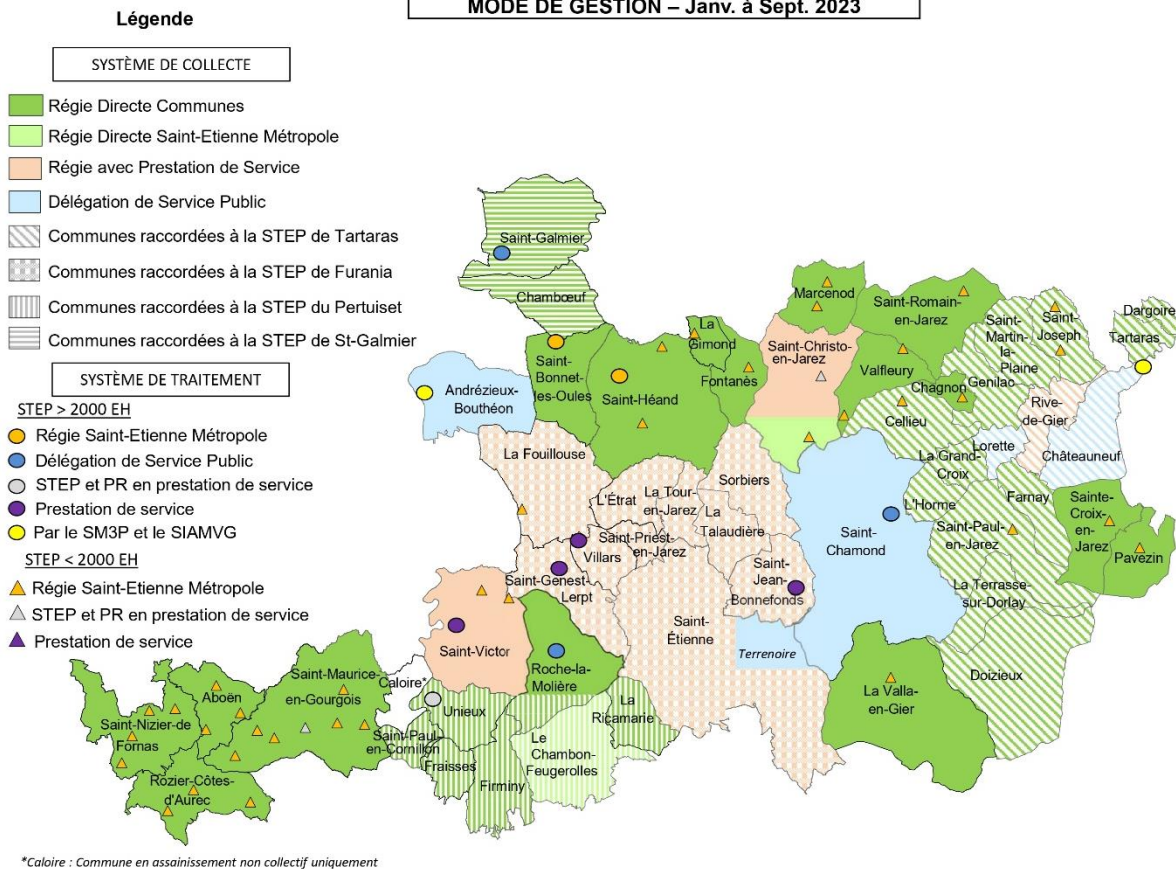 MODE DE GESTION – Janv. à Sept. 2023
Légende
SYSTÈME DE COLLECTE
Régie Directe Communes
Régie Directe Saint-Etienne Métropole
Régie avec Prestation de Service
Délégation de Service Public
Communes raccordées à la STEP de Tartaras
Communes raccordées à la STEP de Furania
Communes raccordées à la STEP du Pertuiset
Communes raccordées à la STEP de St-Galmier
SYSTÈME DE TRAITEMENT
STEP > 2000 EH
Régie Saint-Etienne Métropole
Délégation de Service Public
STEP et PR en prestation de service
Prestation de service
Par le SM3P et le SIAMVG
STEP < 2000 EH
Régie Saint-Etienne Métropole
STEP et PR en prestation de service
Prestation de service
Saint-Galmier
Chambœuf
Andrézieux-
Bouthéon
Saint-
Bonnet-
les-Oules
Saint-Héand
La
Gimond
Fontanès
Marcenod
Saint-Christo-
en-Jarez
Saint-Romain-
en-Jarez
Valfleury
Chagnon
Cellieu
Saint-
Martin-
la-
Plaine
Genilac
Saint-
Joseph
Dargoire
Tartaras
Rive-
de-Gier
Lorette
Châteauneuf
La Grand-
Croix
L'Horme
Farnay
Saint-Paul-
en-Jarez
Sainte-
Croix-
en-
Jarez
Pavezin
La Terrasse-
sur-Dorlay
Doizieux
La Fouillouse
L'Étrat
La Tour-
en-Jarez
Sorbiers
La
Talaudière
Saint-Priest-
en-Jarez
Villars
Saint-Genest-
Lerpt
Saint-
Jean-
Bonnefonds
Saint-
Chamond
Saint-
Étienne
Terrenoire
La Valla-
en-Gier
Saint-Victor
Roche-la-
Molière
La
Ricamarie
Le
Chambon-
Feugerolles
Caloire*
Unieux
Saint-Paul-
en-Cornillon
Fraisses
Firminy
Saint-Maurice-
en-Gourgois
Aboën
Saint-Nizier-de
Fornas
Rozier-Côtes-
d'Aurec
*Caloire : Commune en assainissement non collectif uniquement